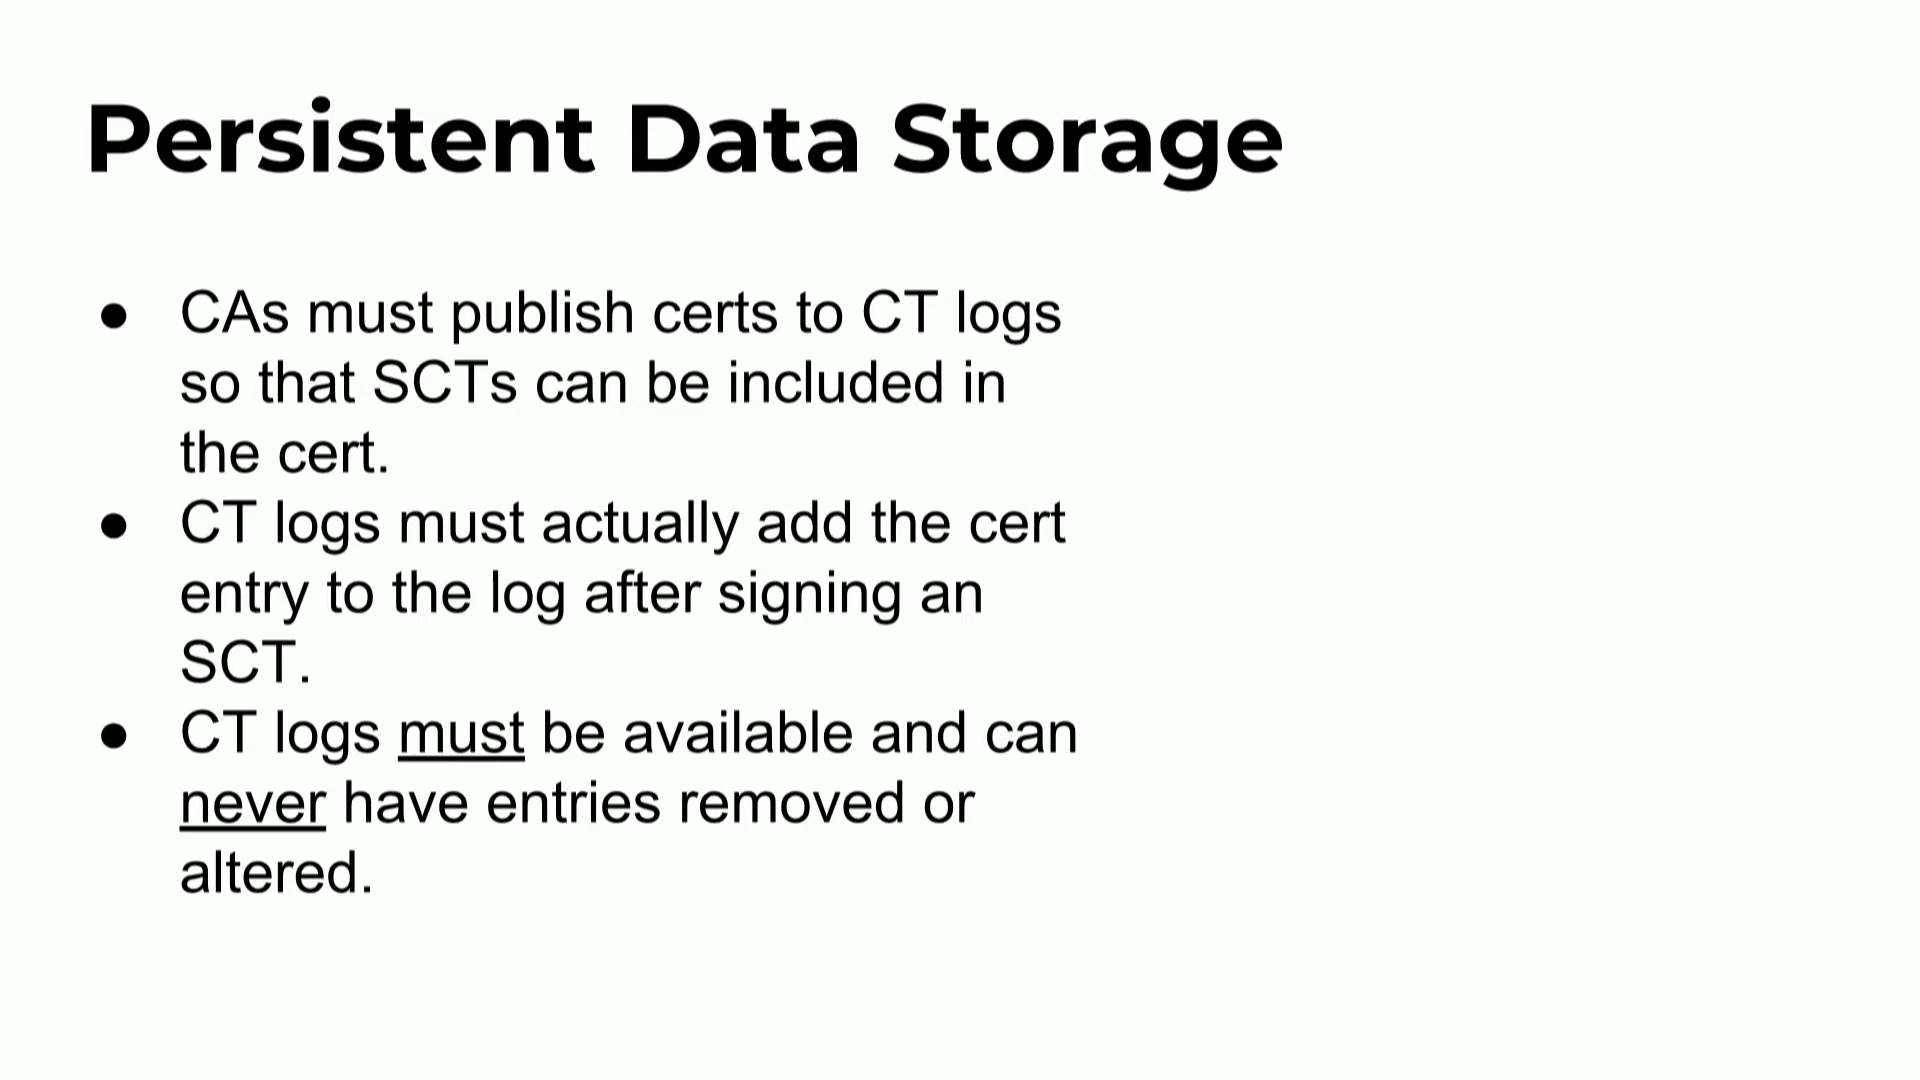 Persistent Data Storage
● CAs must publish certs to CT logs
so that SCTs can be included in
the cert.
● CT logs must actually add the cert
entry to the log after signing an
SCT.
● CT logs must be available and can
never have entries removed or
altered.